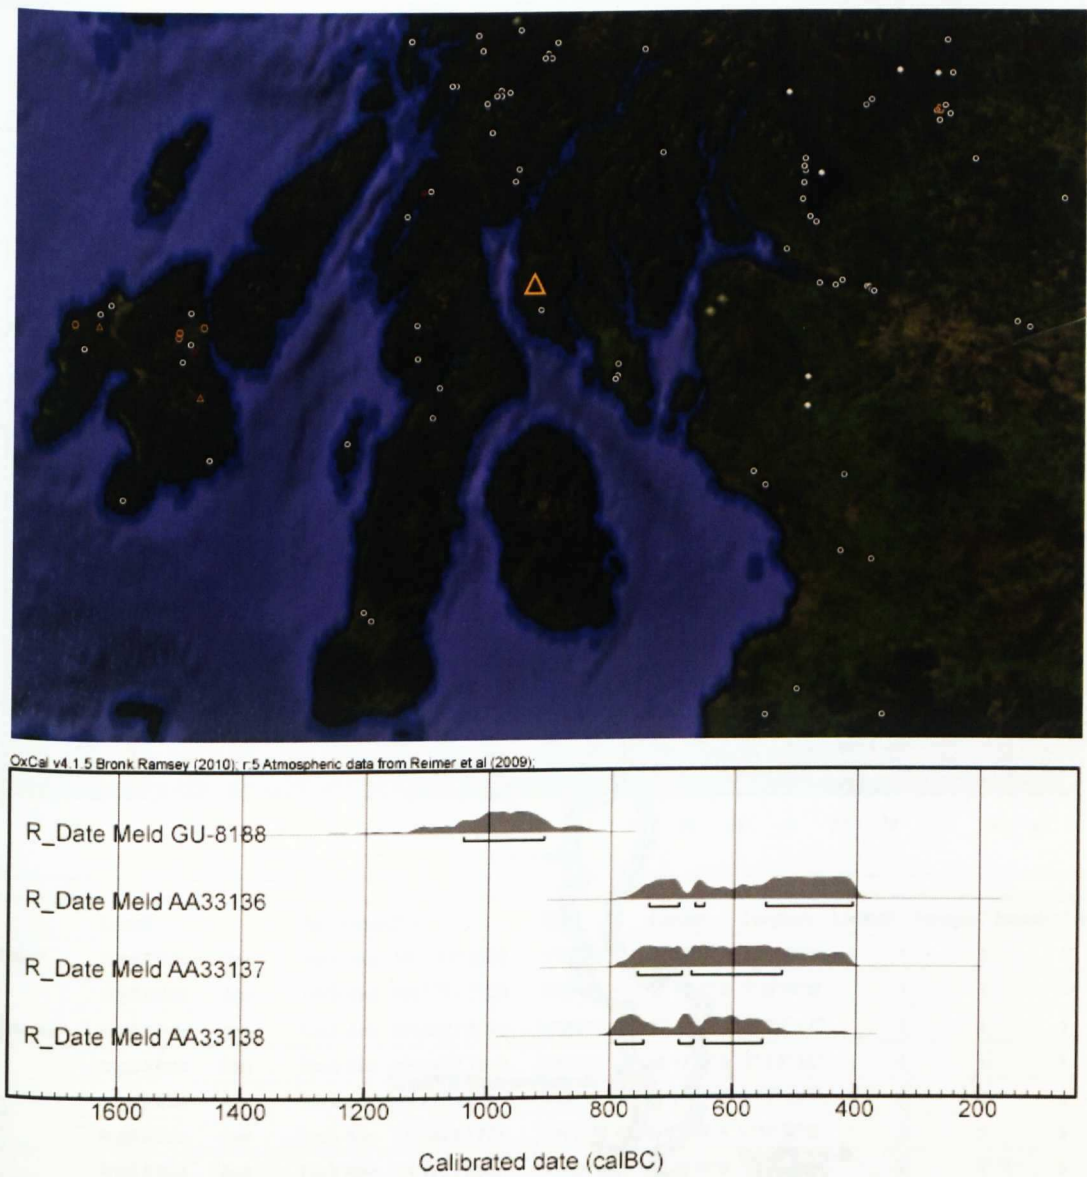 OxCal v4.1.5 Bronk Ramsey (2010); r:5 Atmospheric data from Reimer et al (2009);
R_Date Meld GU-8188
R_Date Meld AA33136
R_Date Meld AA33137
R_Date Meld AA33138
1600 1400 1200 1000 800 600 400 200
Calibrated date (calBC)